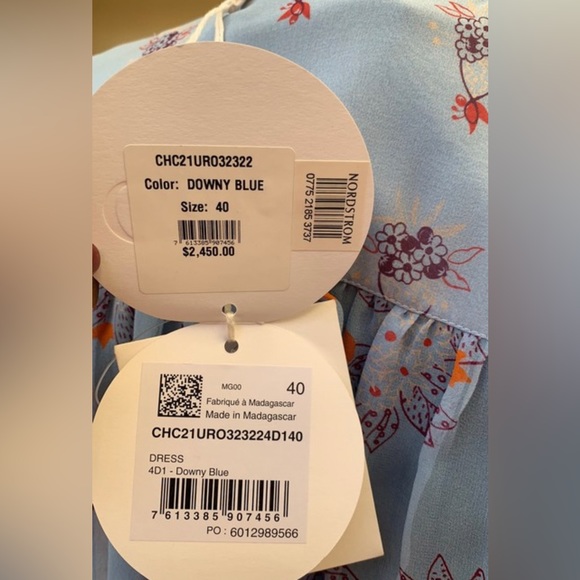 CHC21URO32322
Color: DOWNY BLUE
Size: 40
7 613385 907456
$2,450.00
NORDSTROM
0775 2185 3737
MG00
40
Fabriqué à Madagascar
Made in Madagascar
CHC21URO323224D140
DRESS
4D1 - Downy Blue
7 613385 907456
PO : 6012989566